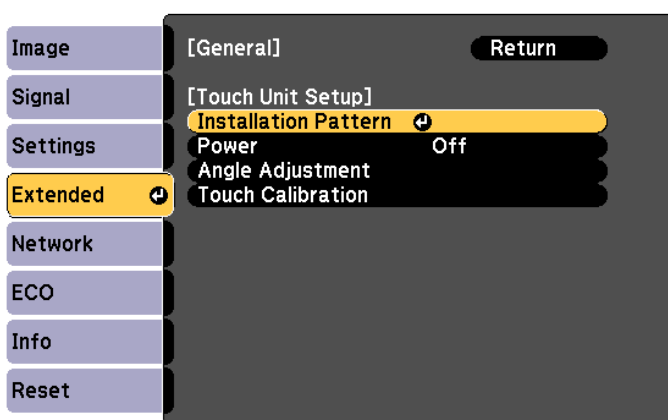 Image
Signal
Settings
Extended
Network
ECO
Info
Reset
[General] Return
[Touch Unit Setup]
Installation Pattern
Power Off
Angle Adjustment
Touch Calibration